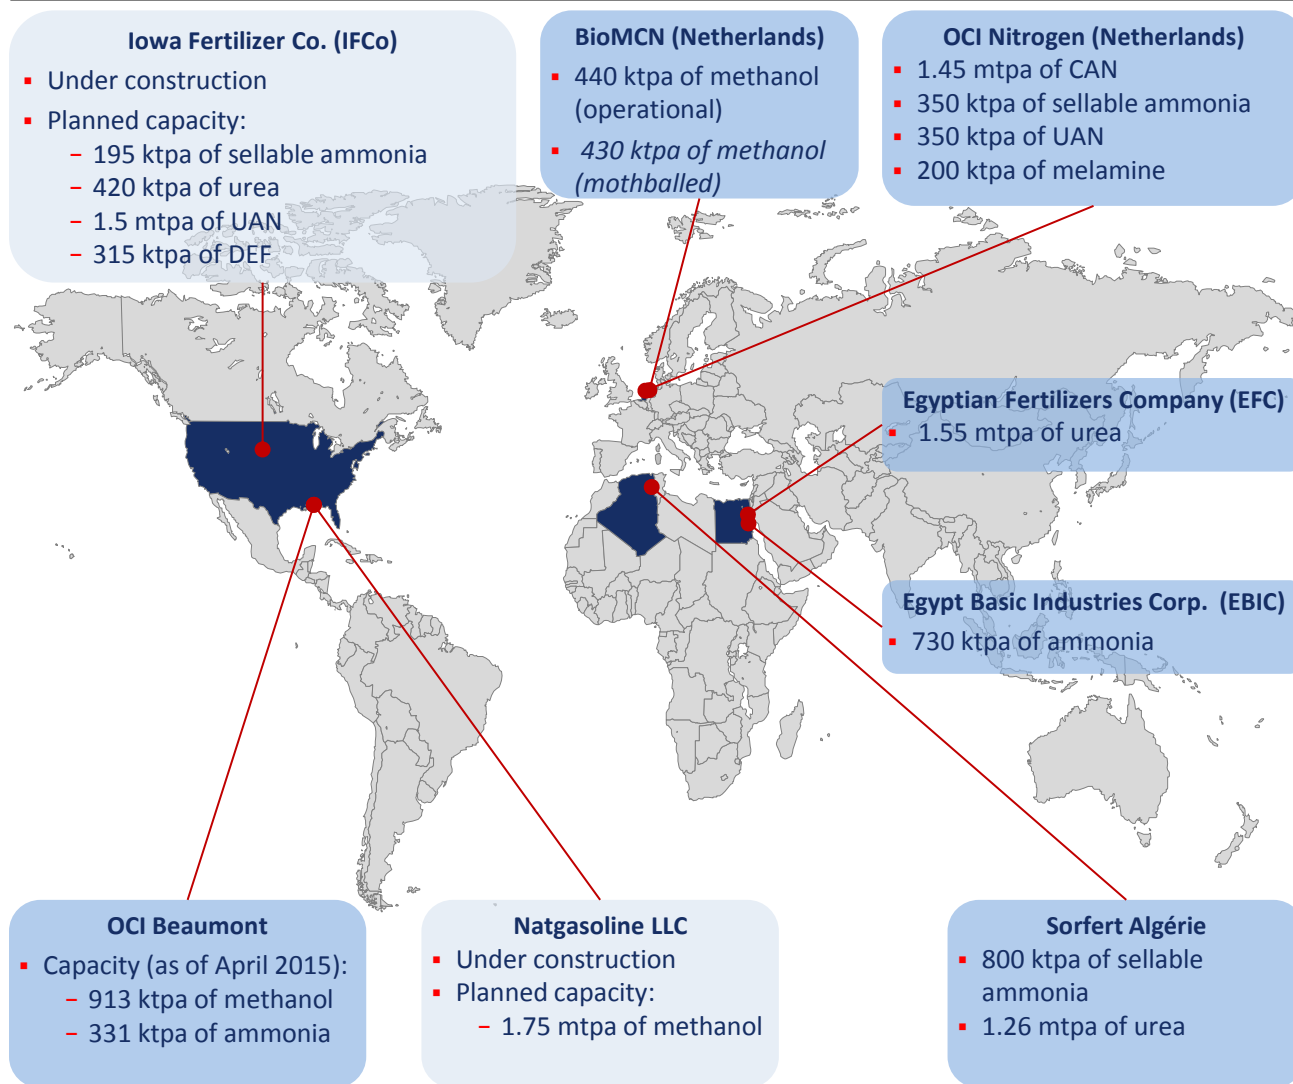 Iowa Fertilizer Co. (IFCo)
▪ Under construction
▪ Planned capacity:
– 195 ktpa of sellable ammonia
– 420 ktpa of urea
– 1.5 mtpa of UAN
– 315 ktpa of DEF
BioMCN (Netherlands)
▪ 440 ktpa of methanol
(operational)
▪ 430 ktpa of methanol
(mothballed)
OCI Nitrogen (Netherlands)
▪ 1.45 mtpa of CAN
▪ 350 ktpa of sellable ammonia
▪ 350 ktpa of UAN
▪ 200 ktpa of melamine
Egyptian Fertilizers Company (EFC)
▪ 1.55 mtpa of urea
Egypt Basic Industries Corp. (EBIC)
▪ 730 ktpa of ammonia
OCI Beaumont
▪ Capacity (as of April 2015):
– 913 ktpa of methanol
– 331 ktpa of ammonia
Natgasoline LLC
▪ Under construction
▪ Planned capacity:
– 1.75 mtpa of methanol
Sorfert Algérie
▪ 800 ktpa of sellable
ammonia
▪ 1.26 mtpa of urea